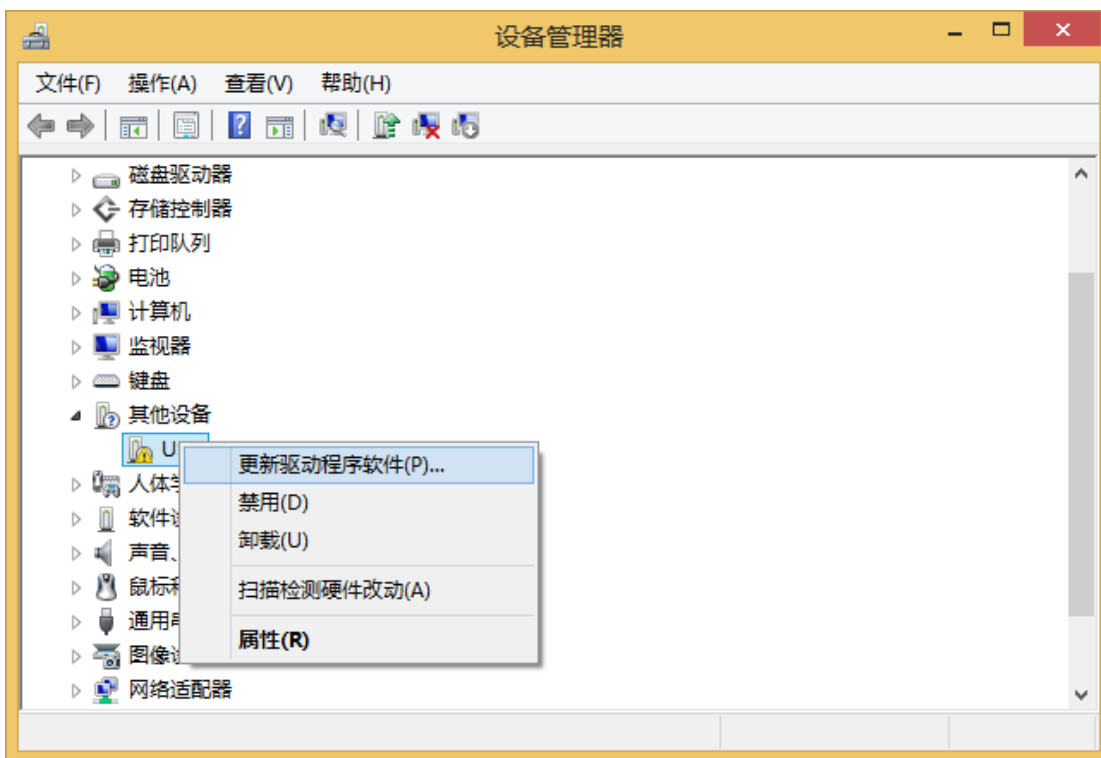 设备管理器
文件(F) 操作(A) 查看(V) 帮助(H)
磁盘驱动器
存储控制器
打印队列
电池
计算机
监视器
键盘
其他设备
U
更新驱动程序软件(P)...
禁用(D)
卸载(U)
扫描检测硬件改动(A)
属性(R)
人体
软件
声音、
鼠标
通用
图像
网络适配器